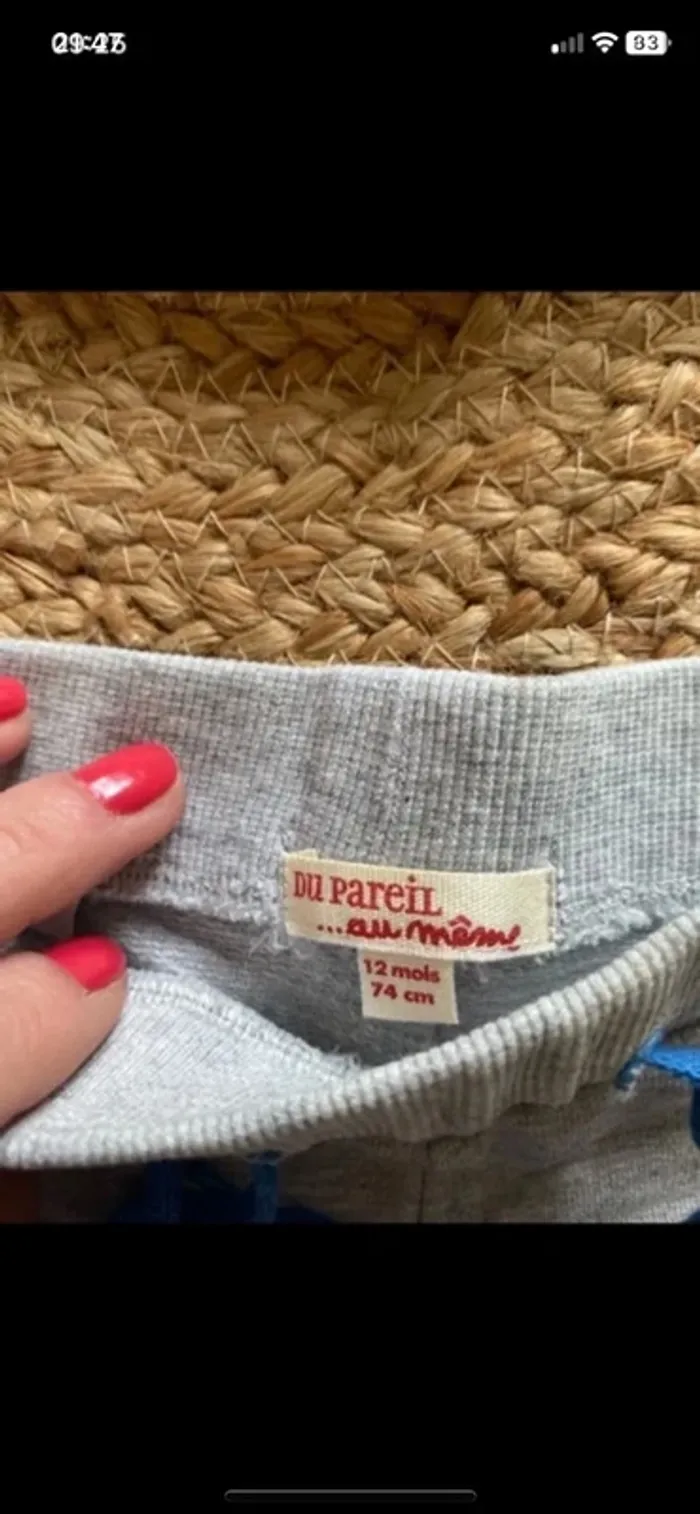 83
DU PAREIL
...au même
12 mois
74 cm